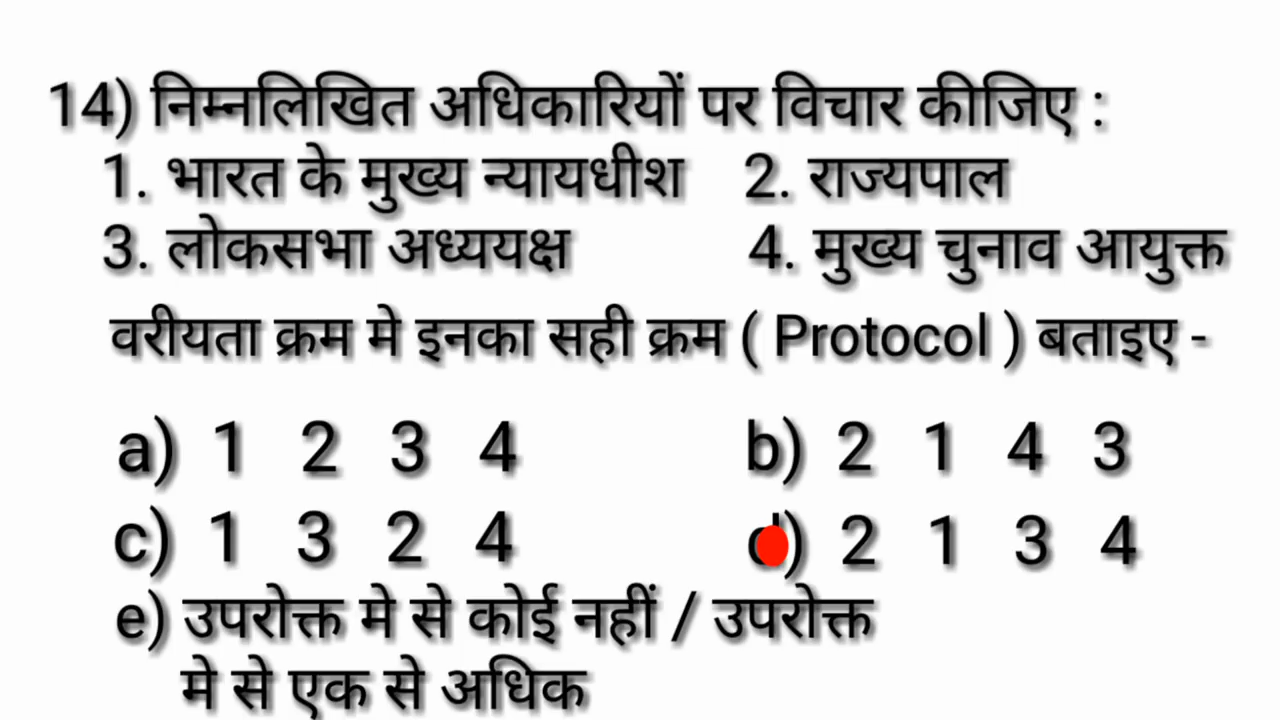 14) निम्नलिखित अधिकारियों पर विचार कीजिए :
1. भारत के मुख्य न्यायधीश 2. राज्यपाल
3. लोकसभा अध्ययक्ष 4. मुख्य चुनाव आयुक्त
वरीयता क्रम मे इनका सही क्रम ( Protocol ) बताइए -
a) 1 2 3 4 b) 2 1 4 3
c) 1 3 2 4 d) 2 1 3 4
e) उपरोक्त मे से कोई नहीं / उपरोक्त
मे से एक से अधिक